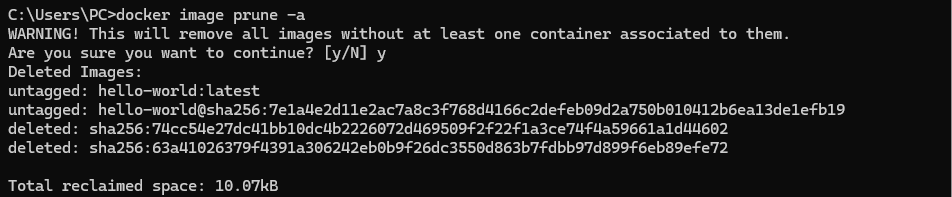 C:\Users\PC>docker image prune -a
WARNING! This will remove all images without at least one container associated to them.
Are you sure you want to continue? [y/N] y
Deleted Images:
untagged: hello-world:latest
untagged: hello-world@sha256:7e1a4e2d11e2ac7a8c3f768d4166c2defeb09d2a750b010412b6ea13de1efb19
deleted: sha256:74cc54e27dc41bb10dc4b2226072d469509f2f22f1a3ce74f4a59661a1d44602
deleted: sha256:63a41026379f4391a306242eb0b9f26dc3550d863b7fdbb97d899f6eb89efe72
Total reclaimed space: 10.07kB